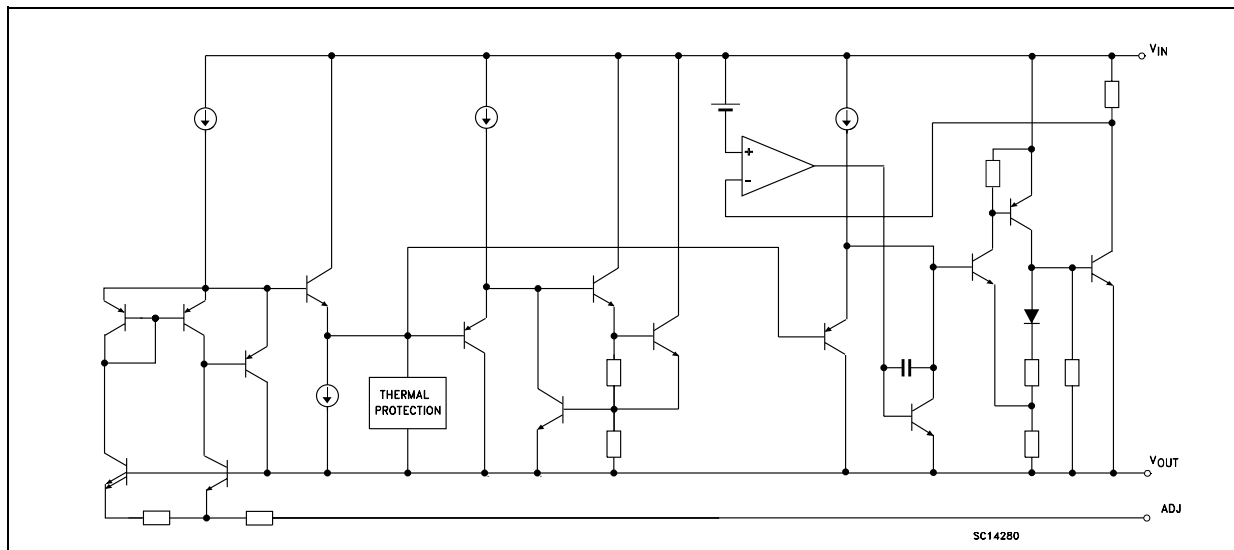 VIN
+
-
THERMAL
PROTECTION
VOUT
ADJ
SC14280